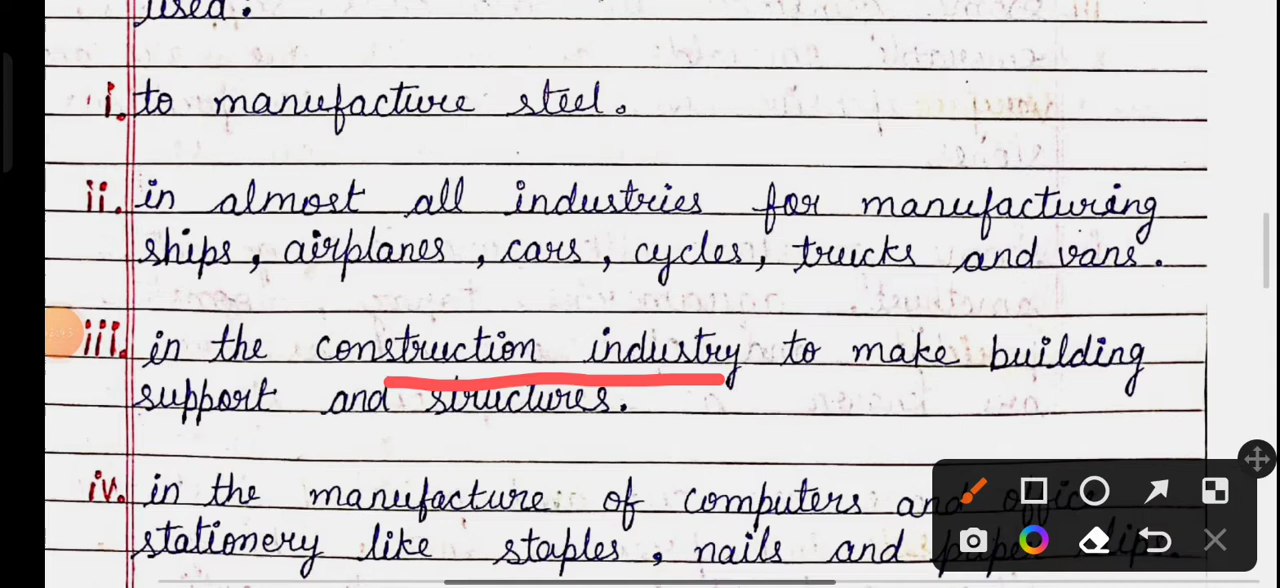 used:
i. to manufacture steel.
ii. in almost all industries for manufacturing
ships, airplanes, cars, cycles, trucks and vans.
iii. in the construction industry to make building
support and structures.
iv. in the manufacture of computers and
stationery like staples, nails and